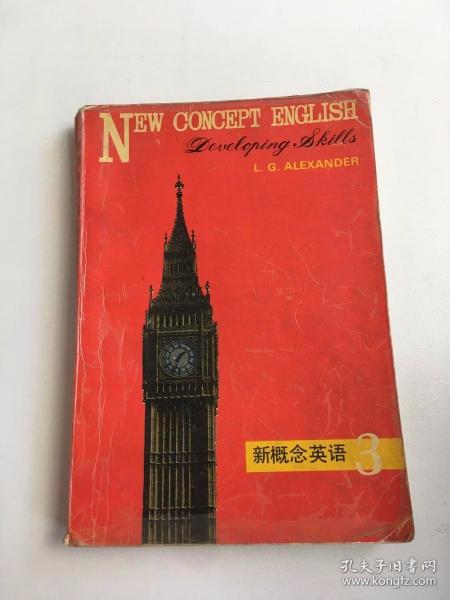 NEW CONCEPT ENGLISH
Developing Skills
L. G. ALEXANDER
新概念英语 3
孔夫子旧书网
www.kongfz.com